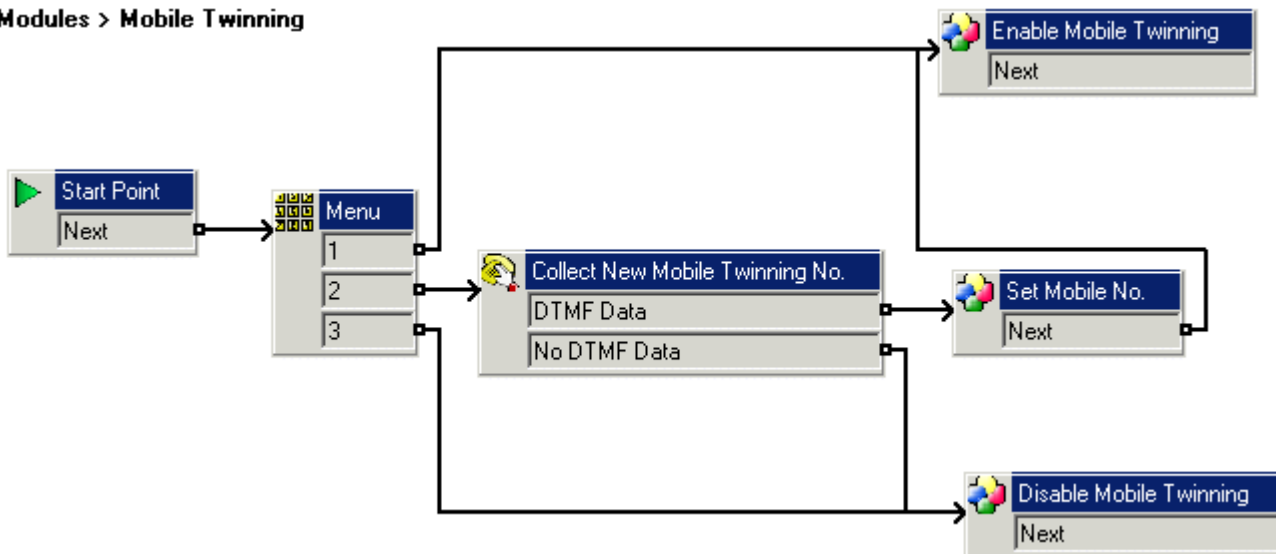 Modules > Mobile Twinning
Enable Mobile Twinning
Next
Start Point
Next
Menu
1
2
3
Collect New Mobile Twinning No.
DTMF Data
No DTMF Data
Set Mobile No.
Next
Disable Mobile Twinning
Next